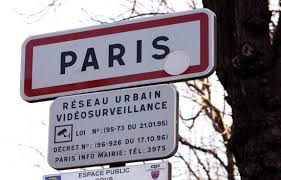 PARIS
RÉSEAU URBAIN
VIDÉOSURVEILLANCE
LOI N°:(95-73 DU 21.01.95)
DÉCRET N°: (96-926 DU 17.10.96)
PARIS INFO MAIRIE: TÉL: 3975
ESPACE PUBLIC